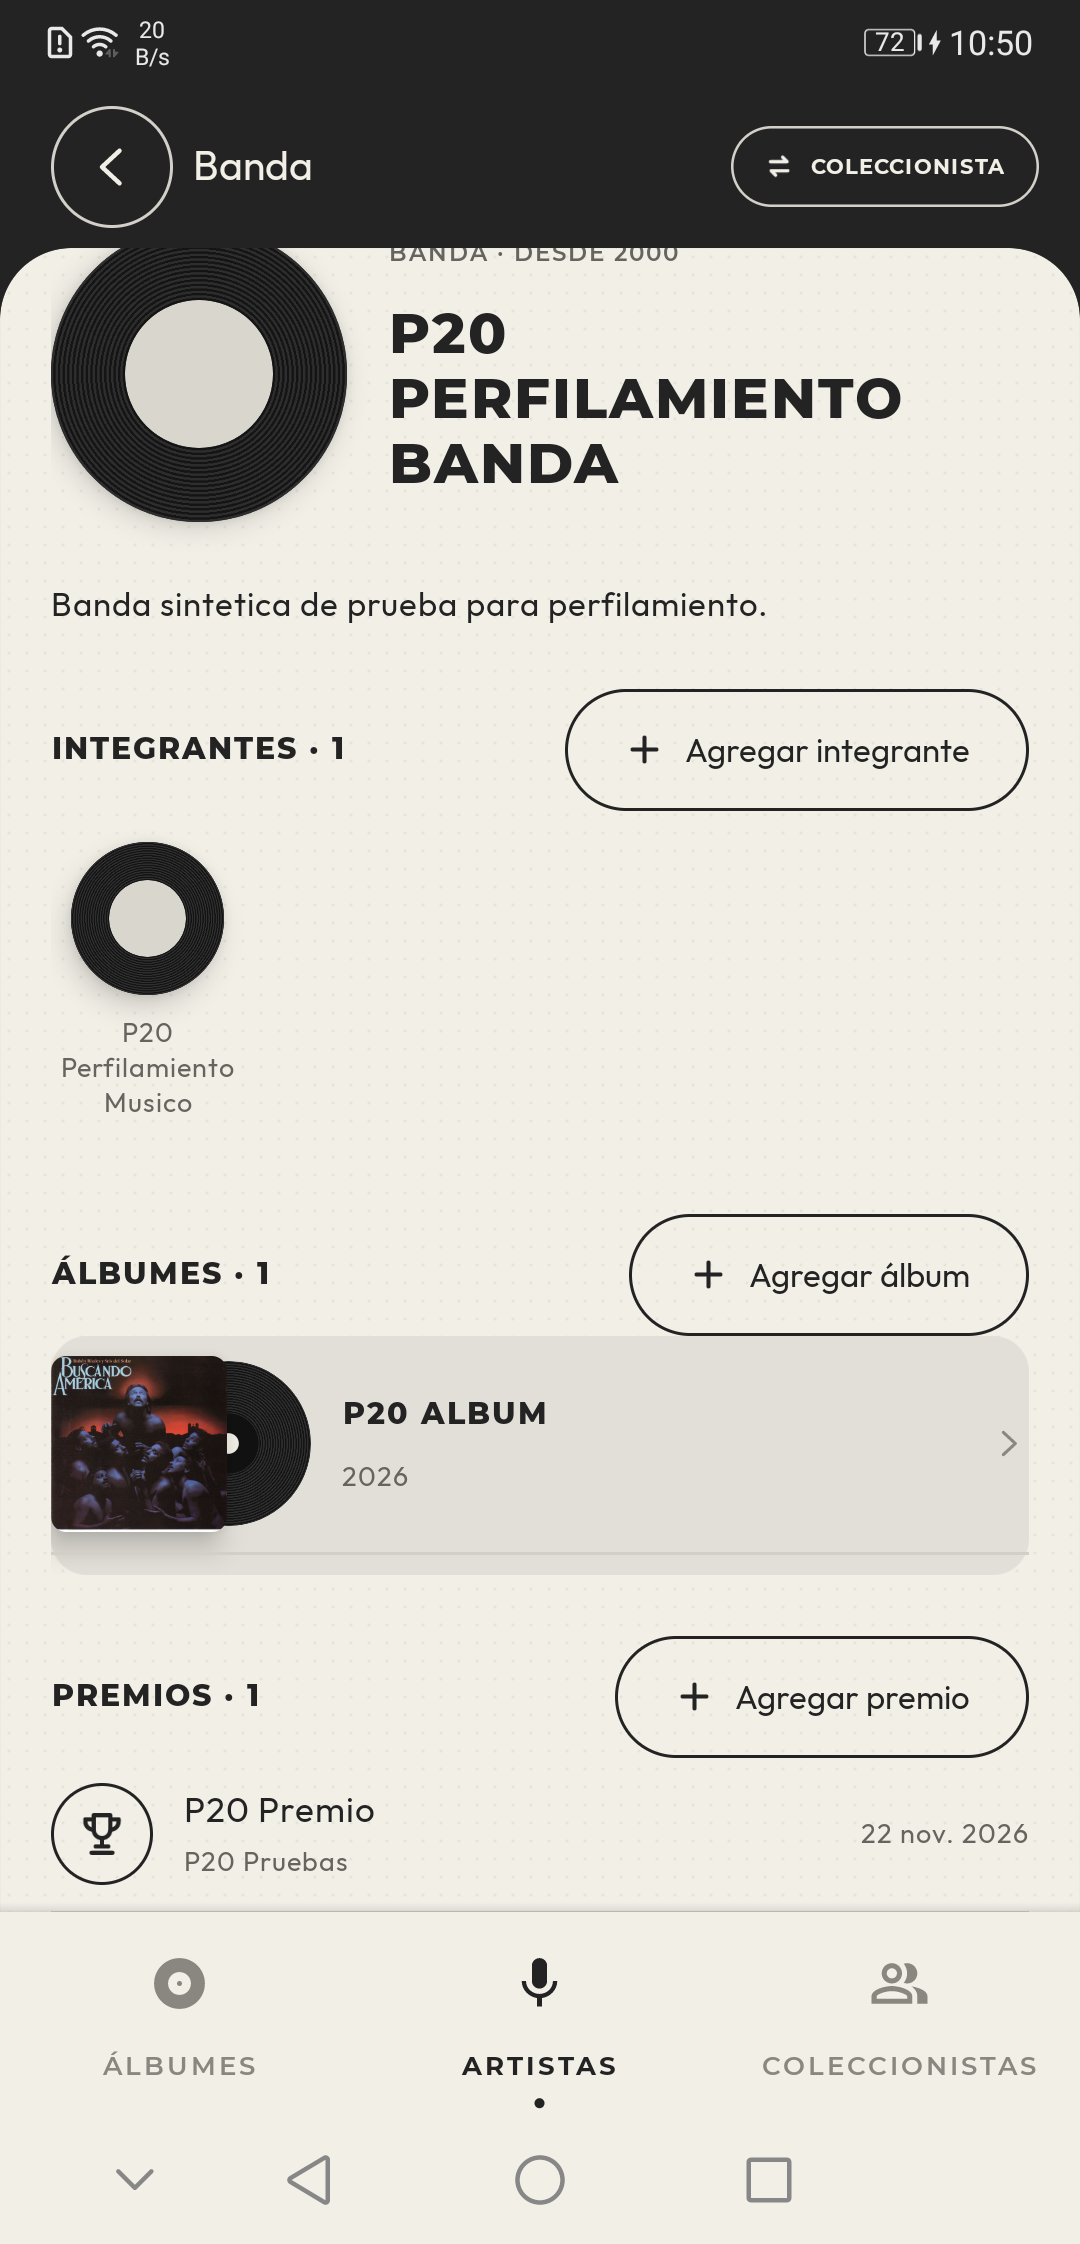 20
B/s
72
10:50
Banda
COLECCIONISTA
BANDA · DESDE 2000
P20
PERFILAMIENTO
BANDA
Banda sintetica de prueba para perfilamiento.
INTEGRANTES · 1
Agregar integrante
P20
Perfilamiento
Musico
ÁLBUMES · 1
Agregar álbum
BUSCANDO
AMERICA
P20 ALBUM
2026
PREMIOS · 1
Agregar premio
P20 Premio
P20 Pruebas
22 nov. 2026
ÁLBUMES
ARTISTAS
COLECCIONISTAS